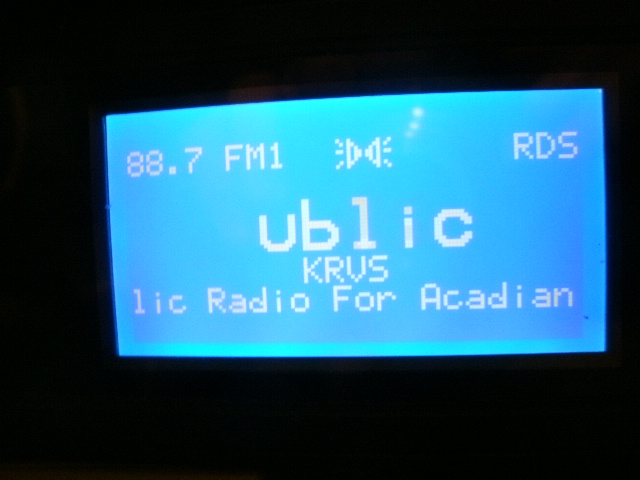 88.7 FM1 RDS
ublic
KRVS
lic Radio For Acadian